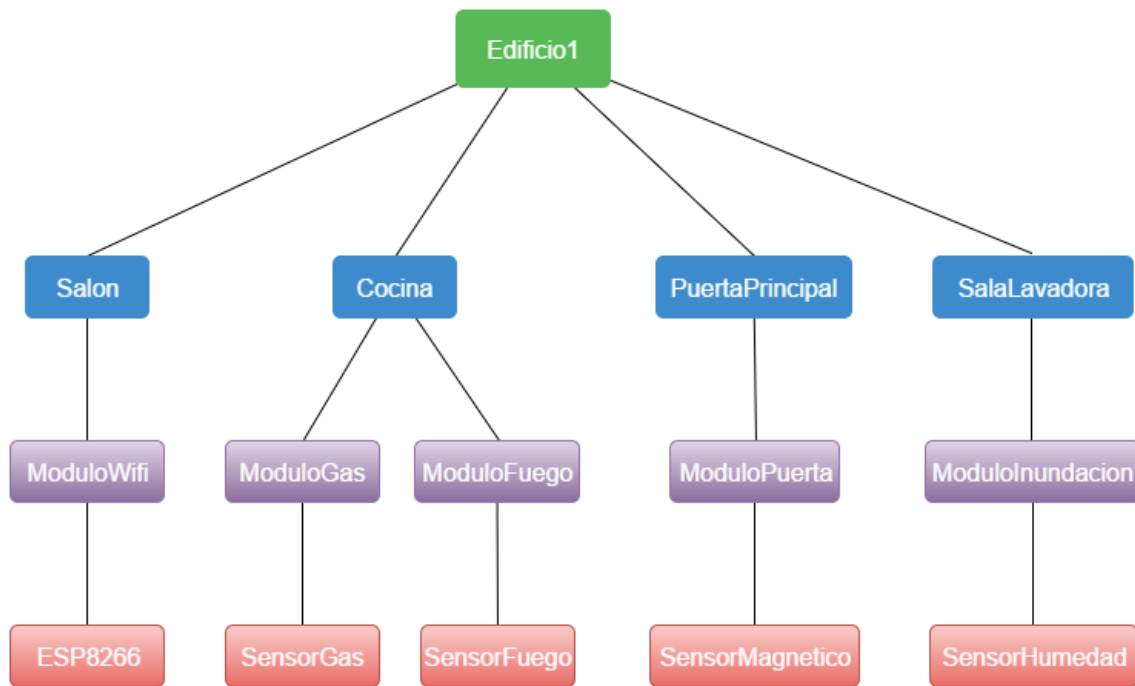 Edificio1
Salon
Cocina
PuertaPrincipal
SalaLavadora
ModuloWifi
ModuloGas
ModuloFuego
ModuloPuerta
ModuloInundacion
ESP8266
SensorGas
SensorFuego
SensorMagnetico
SensorHumedad